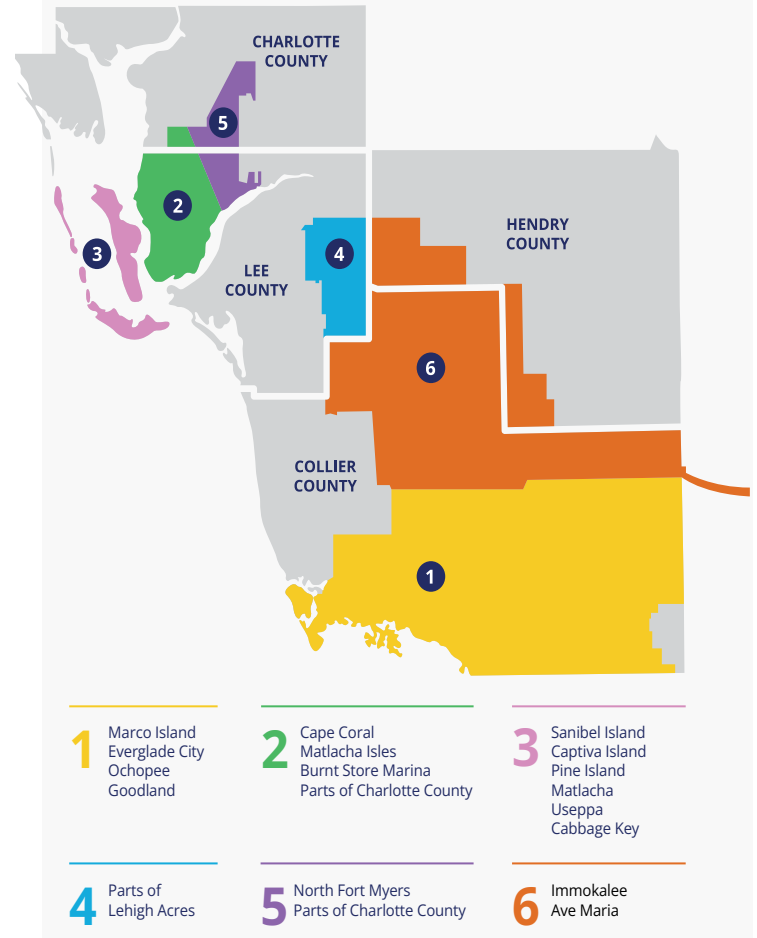 CHARLOTTE
COUNTY
5
2
3
4
HENDRY
COUNTY
LEE
COUNTY
6
COLLIER
COUNTY
1
1
Marco Island
Everglade City
Ochopee
Goodland
2
Cape Coral
Matlacha Isles
Burnt Store Marina
Parts of Charlotte County
3
Sanibel Island
Captiva Island
Pine Island
Matlacha
Useppa
Cabbage Key
4
Parts of
Lehigh Acres
5
North Fort Myers
Parts of Charlotte County
6
Immokalee
Ave Maria